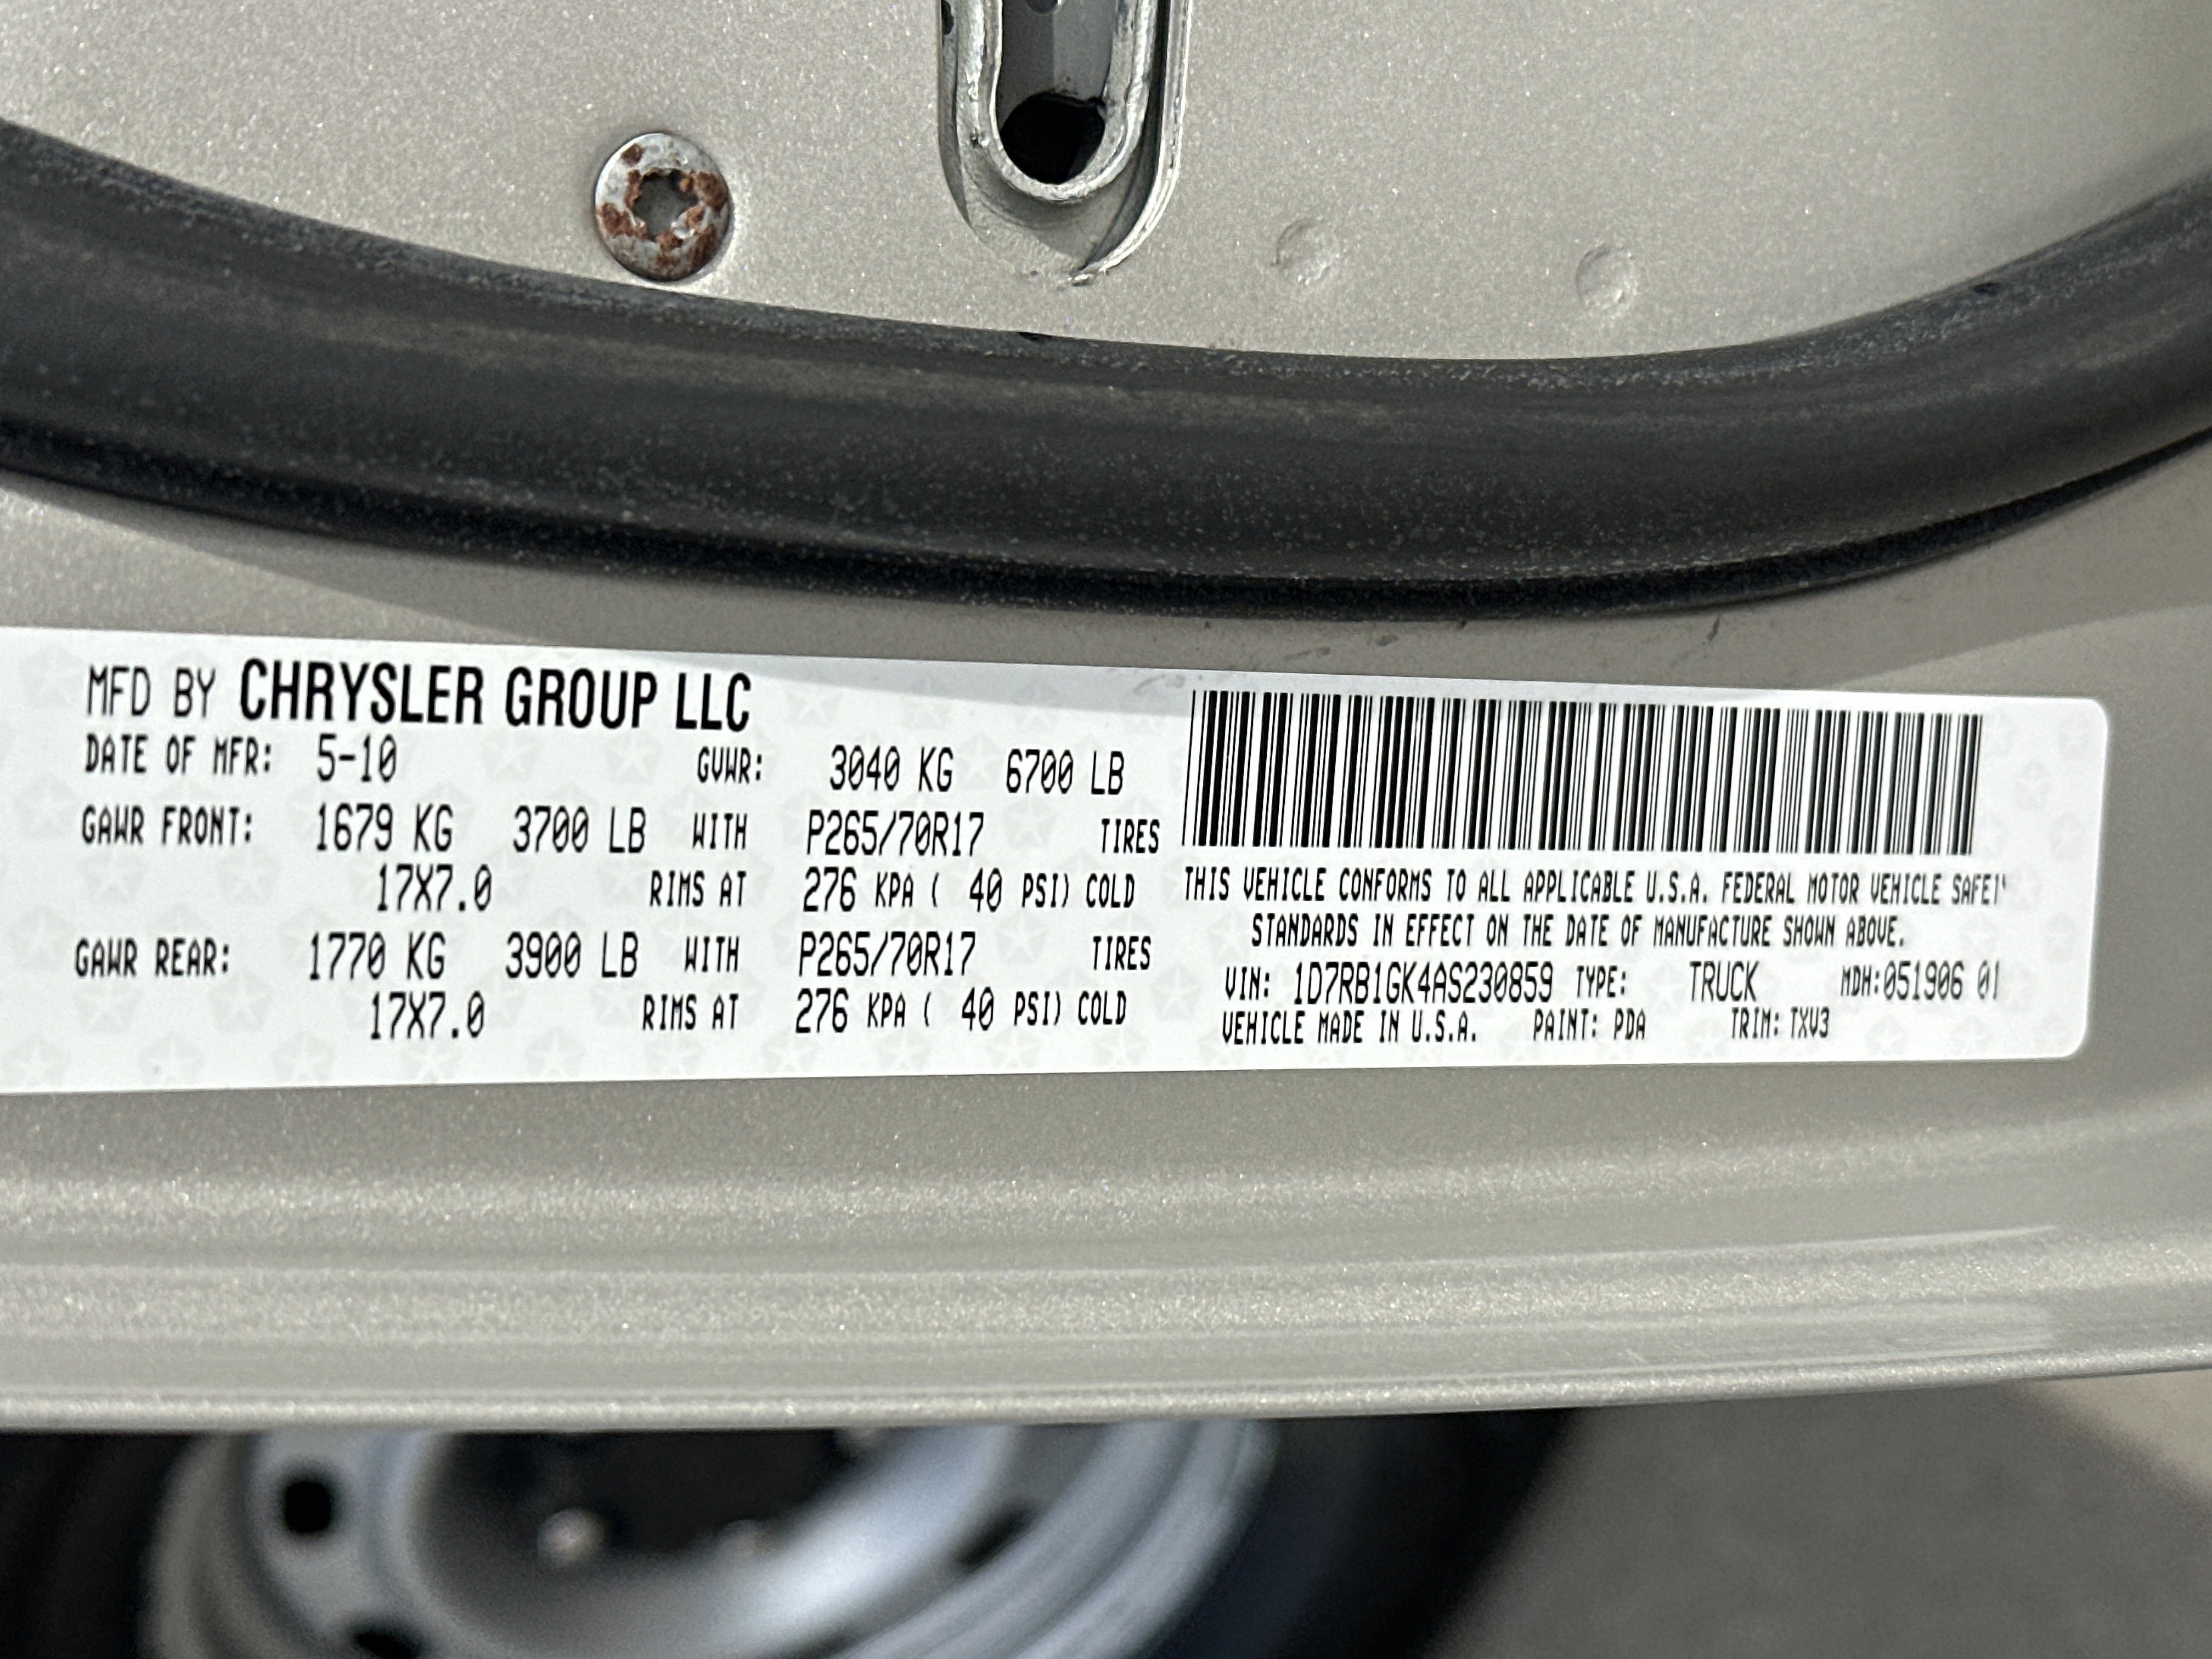 MFD BY CHRYSLER GROUP LLC
DATE OF MFR: 5-10 GVWR: 3040 KG 6700 LB
GAWR FRONT: 1679 KG 3700 LB WITH P265/70R17 TIRES
17X7.0 RIMS AT 276 KPA ( 40 PSI) COLD
GAWR REAR: 1770 KG 3900 LB WITH P265/70R17 TIRES
17X7.0 RIMS AT 276 KPA ( 40 PSI) COLD
THIS VEHICLE CONFORMS TO ALL APPLICABLE U.S.A. FEDERAL MOTOR VEHICLE SAFETY
STANDARDS IN EFFECT ON THE DATE OF MANUFACTURE SHOWN ABOVE.
VIN: 1D7RB1GK4AS230859 TYPE: TRUCK MDH:051906 01
VEHICLE MADE IN U.S.A. PAINT: PDA TRIM: TXV3